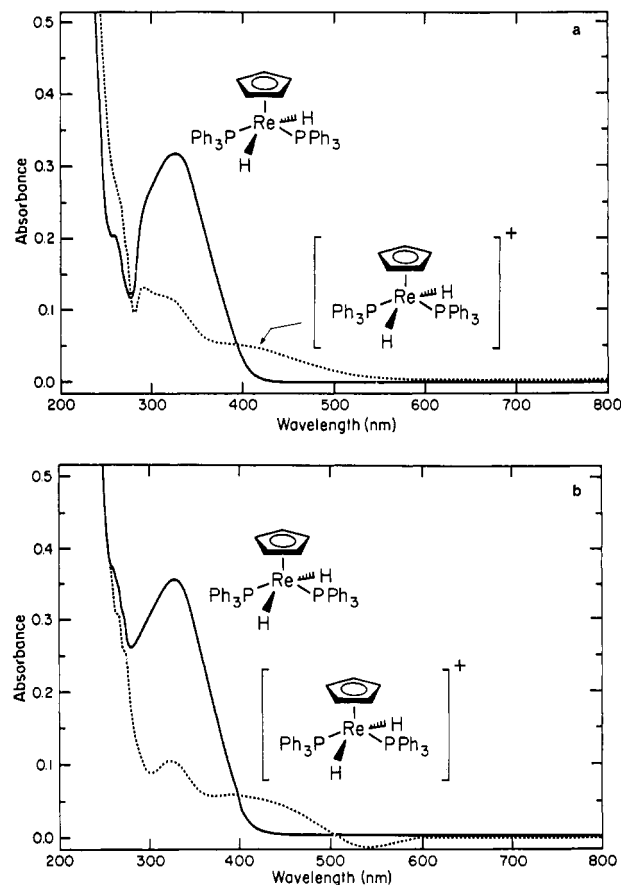 a
0.5
0.4
0.3
0.2
0.1
0.0
Absorbance
Re
H
Ph3P
PPh3
H
+
Re
H
Ph3P
PPh3
H
200 300 400 500 600 700 800
Wavelength (nm)
b
0.5
0.4
0.3
0.2
0.1
0.0
Absorbance
Re
H
Ph3P
PPh3
H
+
Re
H
Ph3P
PPh3
H
200 300 400 500 600 700 800
Wavelength (nm)